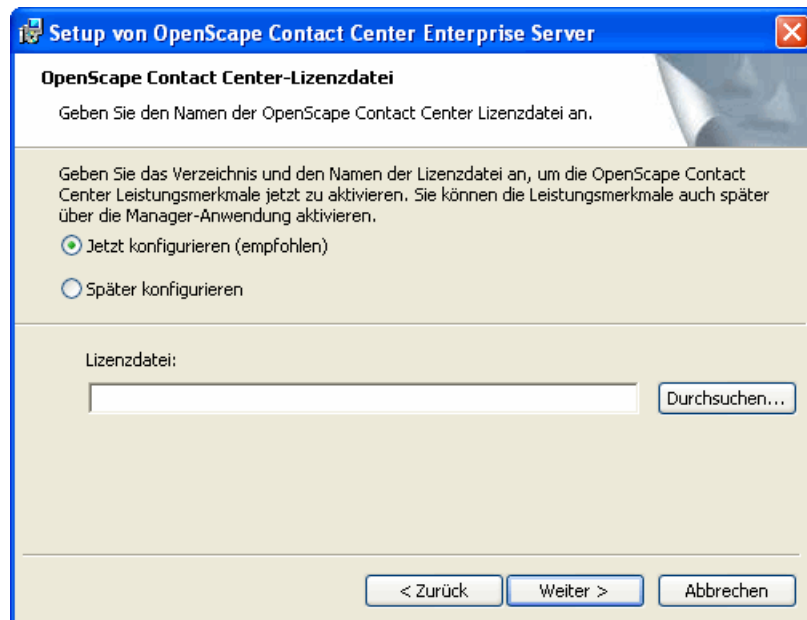 Setup von OpenScape Contact Center Enterprise Server
OpenScape Contact Center-Lizenzdatei
Geben Sie den Namen der OpenScape Contact Center Lizenzdatei an.
Geben Sie das Verzeichnis und den Namen der Lizenzdatei an, um die OpenScape Contact
Center Leistungsmerkmale jetzt zu aktivieren. Sie können die Leistungsmerkmale auch später
über die Manager-Anwendung aktivieren.
Jetzt konfigurieren (empfohlen)
Später konfigurieren
Lizenzdatei:
Durchsuchen...
< Zurück Weiter > Abbrechen